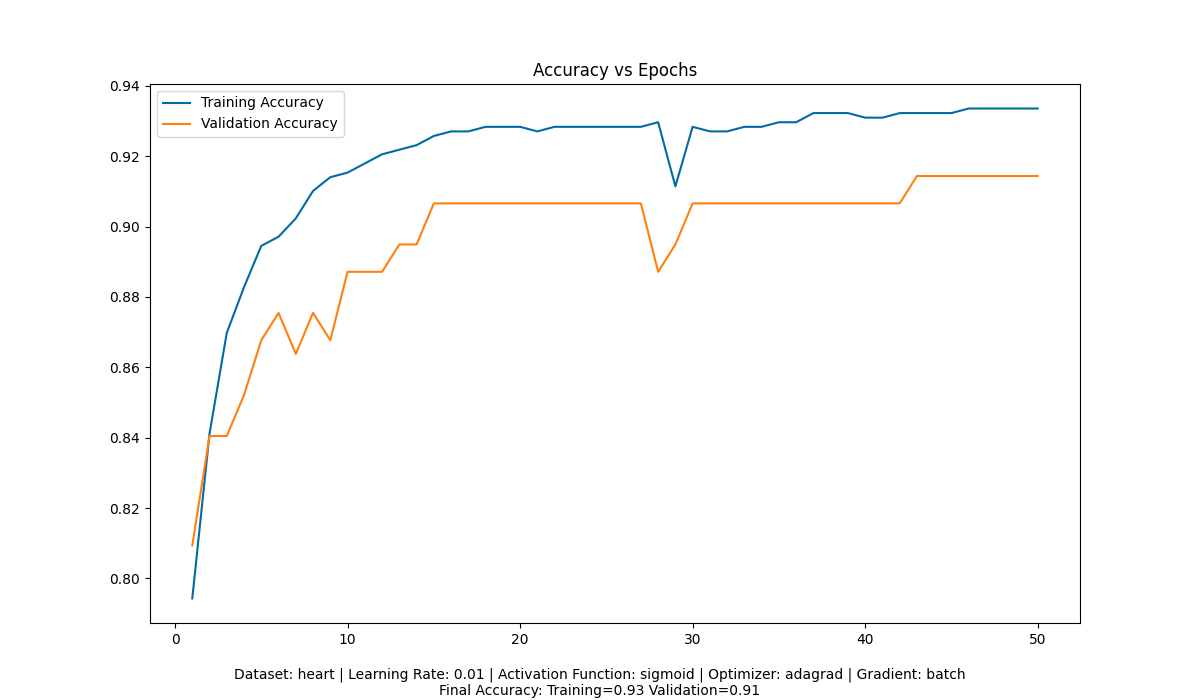 Accuracy vs Epochs
Training Accuracy
Validation Accuracy
0.94
0.92
0.90
0.88
0.86
0.84
0.82
0.80
0 10 20 30 40 50
Dataset: heart | Learning Rate: 0.01 | Activation Function: sigmoid | Optimizer: adagrad | Gradient: batch
Final Accuracy: Training=0.93 Validation=0.91